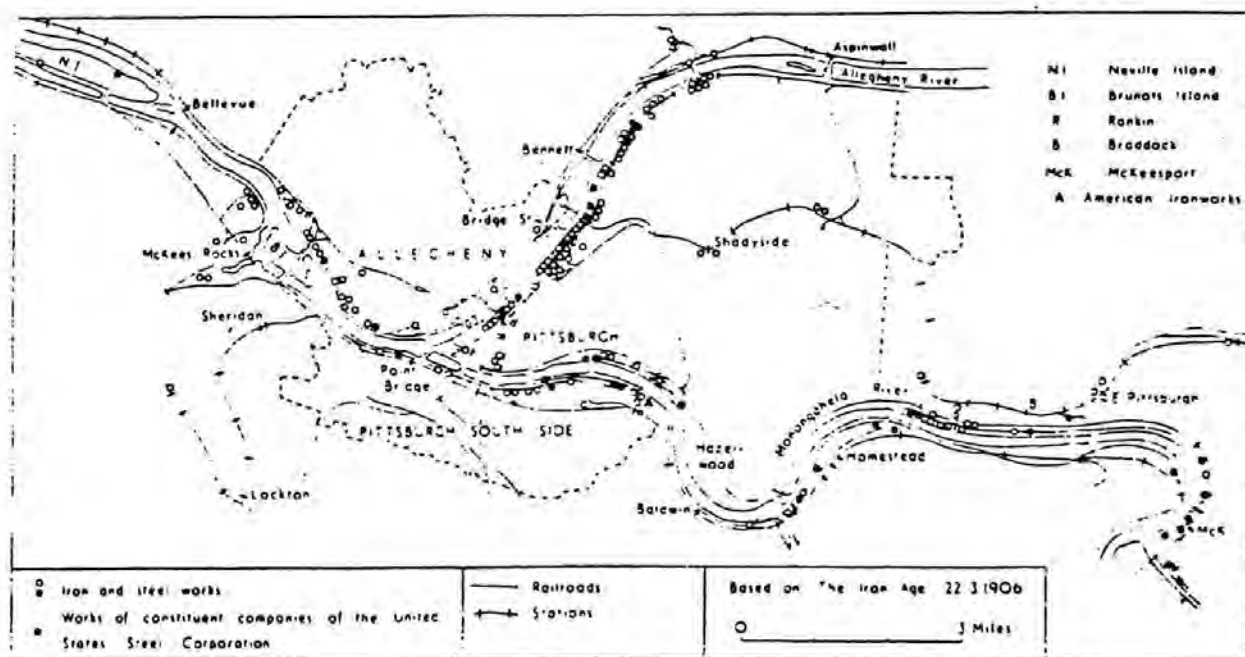 N I
Bellevue
Aspinwall
Allegheny River
Bennett
Bridge St
McKees Rocks
ALLEGHENY
Shadyside
Sheridan
PITTSBURGH
Point
Bridge
PITTSBURGH SOUTH SIDE
A
Lockton
Hazel
wood
Baldwin
Monongahela River
Homestead
B
E Pittsburgh
McK
N I Neville Island
B I Brunots Island
R Rankin
B Braddock
McK McKeesport
A American Ironworks
Iron and steel works
Works of constituent companies of the United
States Steel Corporation
Railroads
Stations
Based on The Iron Age 22.3.1906
O 3 Miles